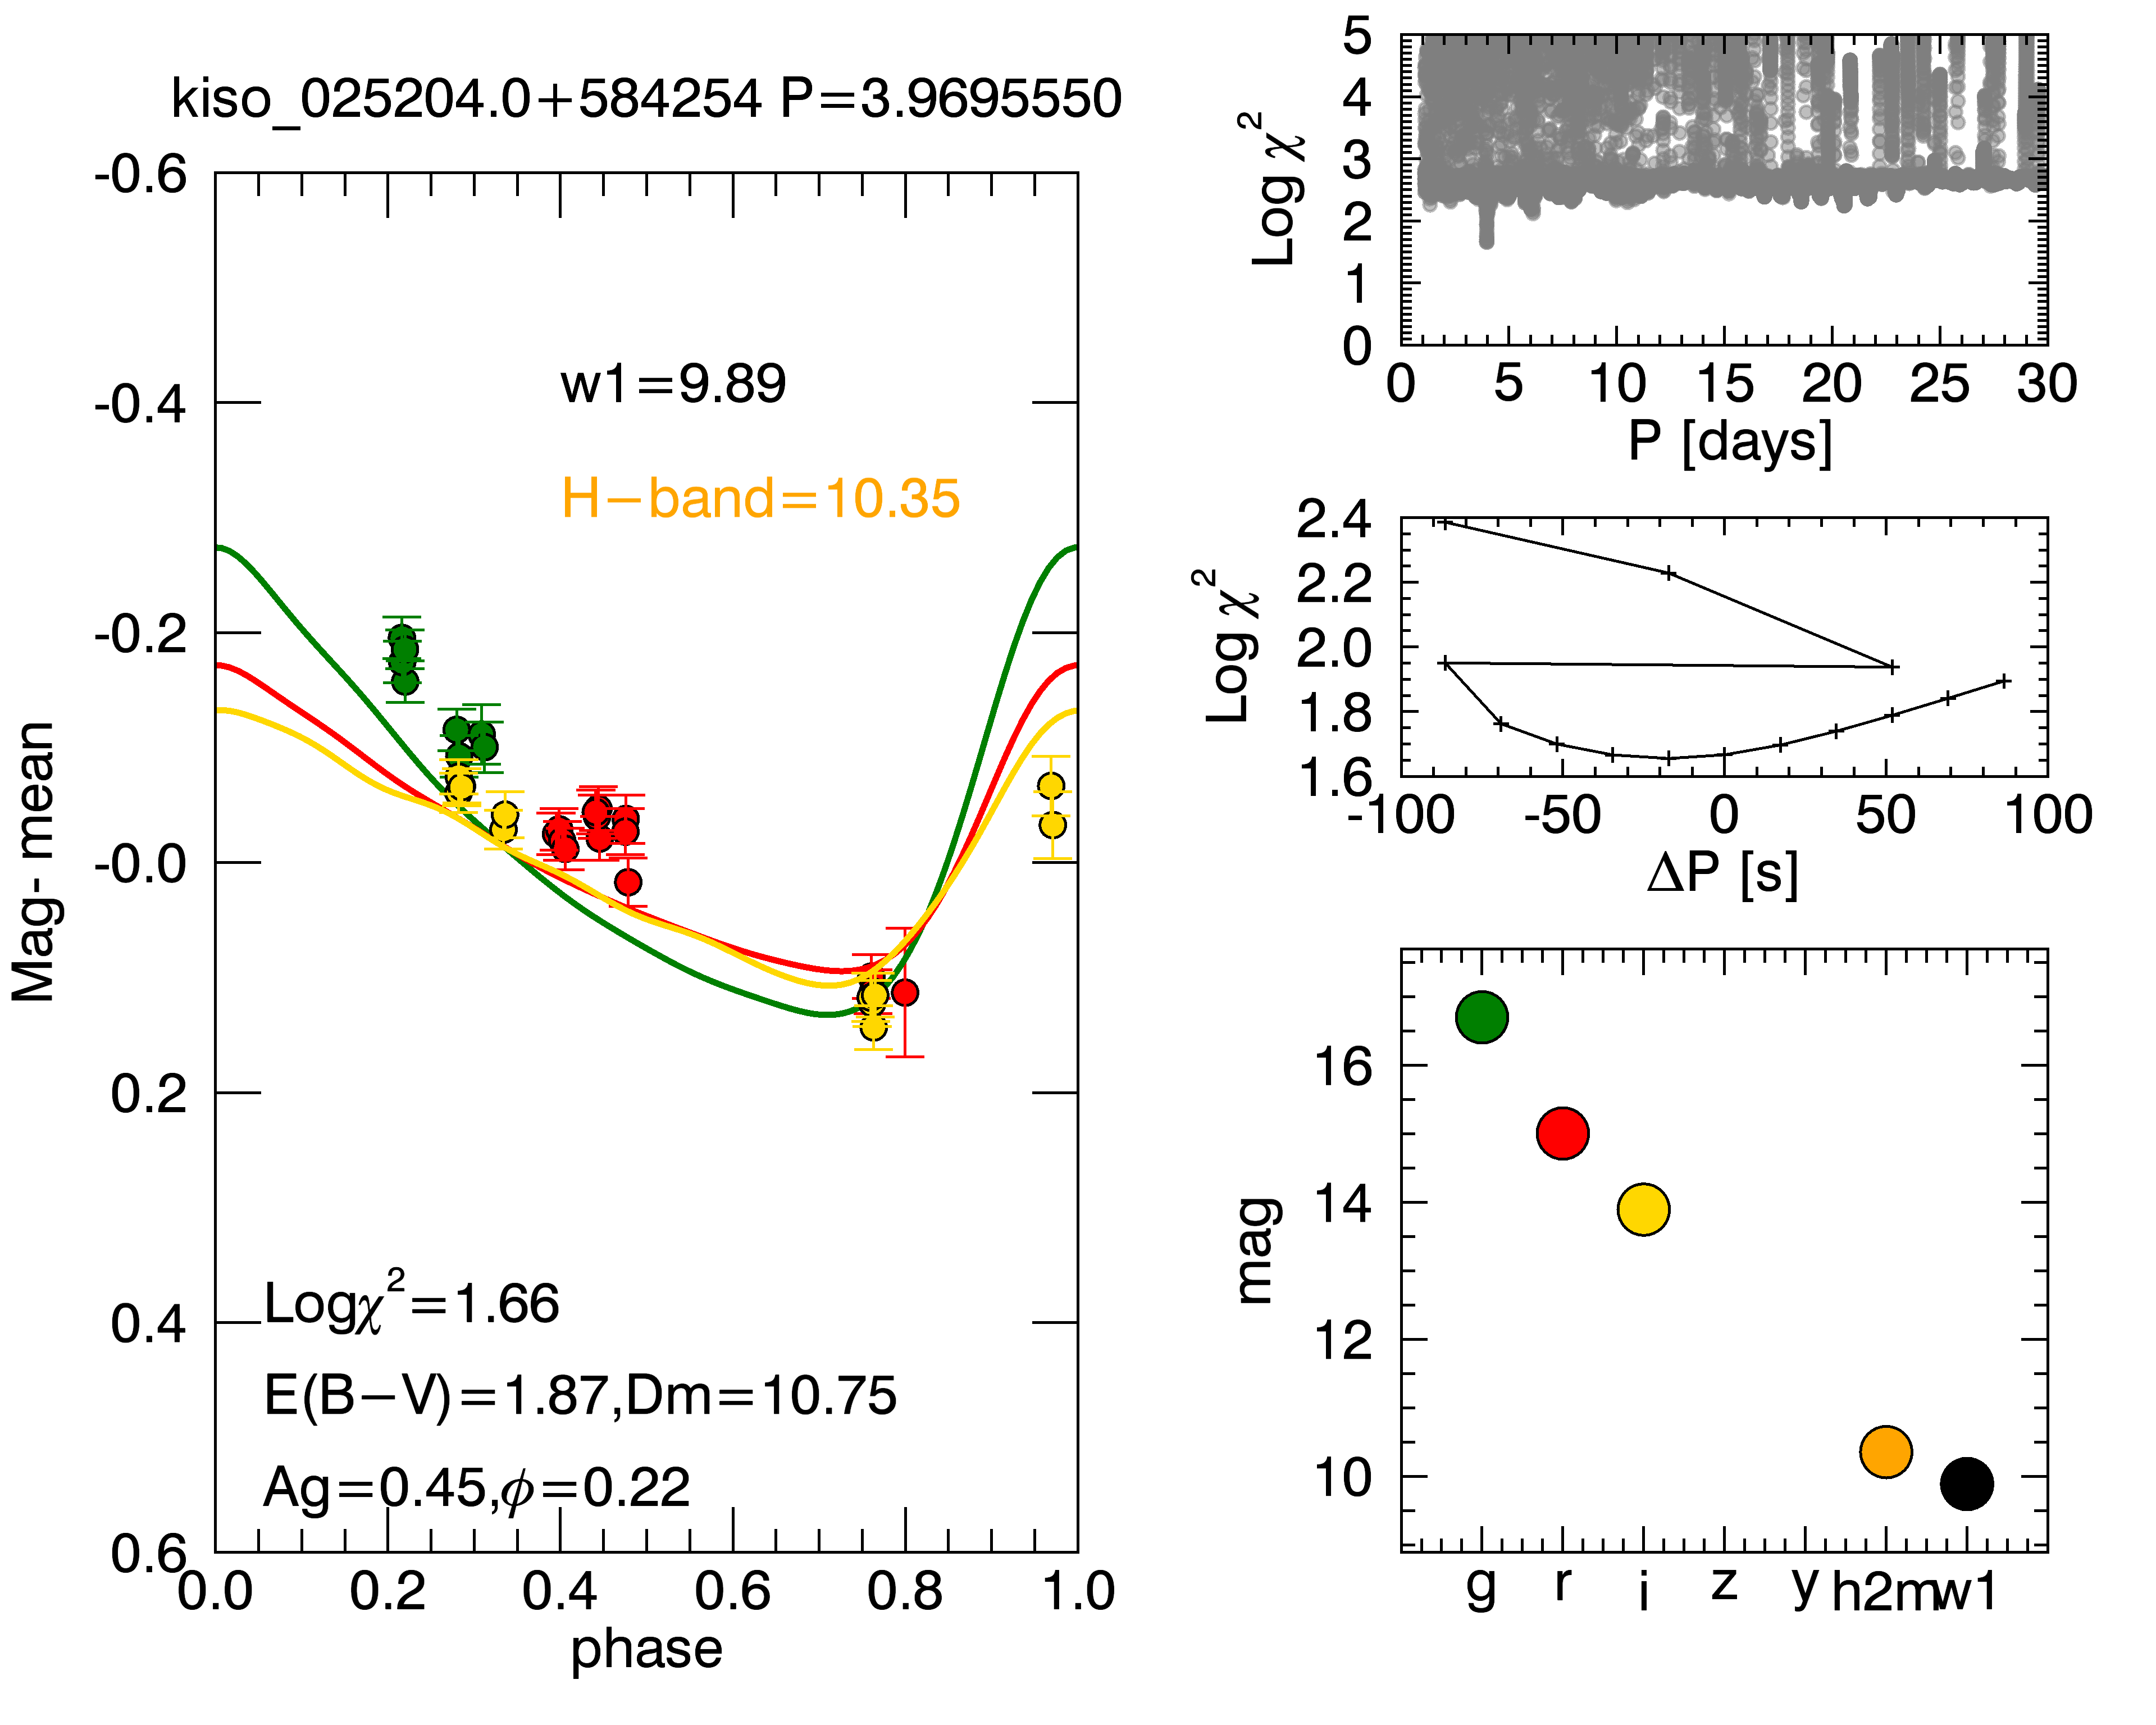 kiso_025204.0+584254 P=3.9695550
-0.6
-0.4
-0.2
-0.0
0.2
0.4
0.6
Mag- mean
w1=9.89
H-band=10.35
Logχ²=1.66
E(B-V)=1.87,Dm=10.75
Ag=0.45,ϕ=0.22
0.0 0.2 0.4 0.6 0.8 1.0
phase
5
4
3
2
1
0
Log χ²
0 5 10 15 20 25 30
P [days]
2.4
2.2
2.0
1.8
1.6
Log χ²
-100 -50 0 50 100
ΔP [s]
16
14
12
10
mag
g r i z y h2m w1